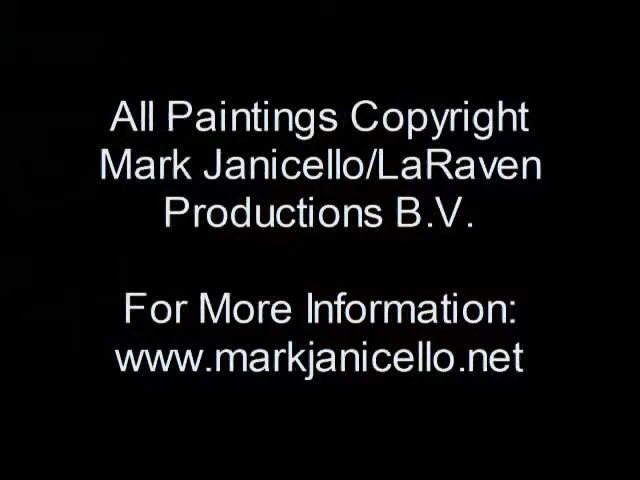 All Paintings Copyright
Mark Janicello/LaRaven
Productions B.V.
For More Information:
www.markjanicello.net